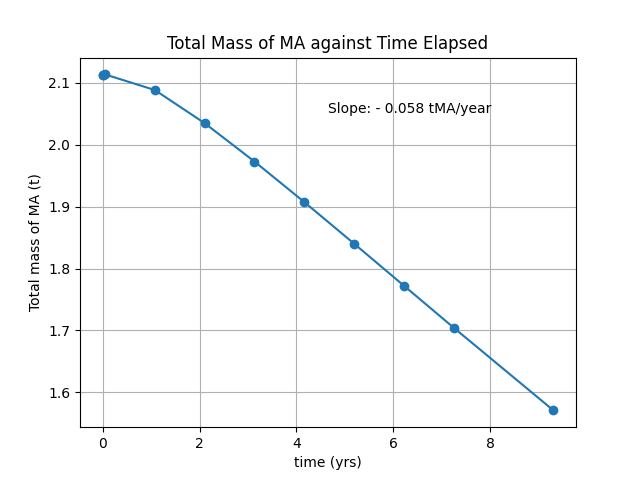 Total Mass of MA against Time Elapsed
Slope: - 0.058 tMA/year
Total mass of MA (t)
2.1
2.0
1.9
1.8
1.7
1.6
0 2 4 6 8
time (yrs)